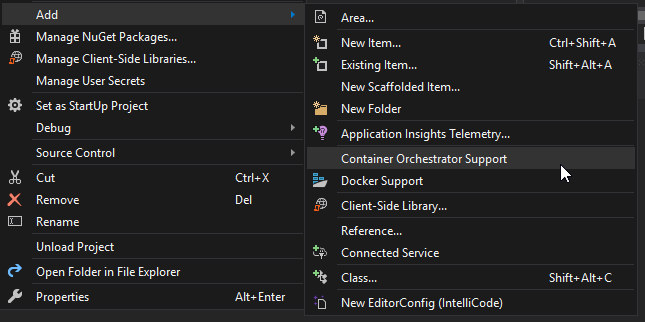 Add
Manage NuGet Packages...
Manage Client-Side Libraries...
Manage User Secrets
Set as StartUp Project
Debug
Source Control
Cut Ctrl+X
Remove Del
Rename
Unload Project
Open Folder in File Explorer
Properties Alt+Enter
Area...
New Item... Ctrl+Shift+A
Existing Item... Shift+Alt+A
New Scaffolded Item...
New Folder
Application Insights Telemetry...
Container Orchestrator Support
Docker Support
Client-Side Library...
Reference...
Connected Service
Class... Shift+Alt+C
New EditorConfig (IntelliCode)